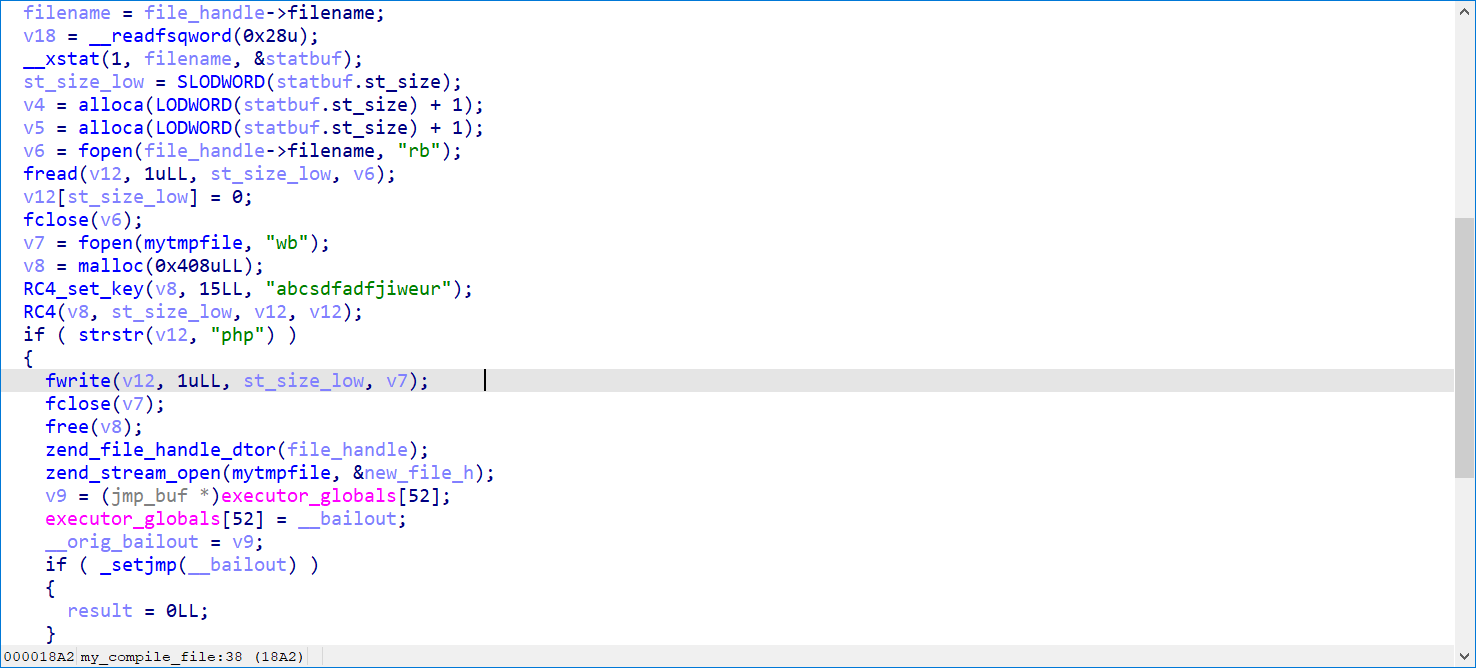 filename = file_handle->filename;
v18 = __readfsqword(0x28u);
__xstat(1, filename, &statbuf);
st_size_low = SLODWORD(statbuf.st_size);
v4 = alloca(LODWORD(statbuf.st_size) + 1);
v5 = alloca(LODWORD(statbuf.st_size) + 1);
v6 = fopen(file_handle->filename, "rb");
fread(v12, 1uLL, st_size_low, v6);
v12[st_size_low] = 0;
fclose(v6);
v7 = fopen(mytmpfile, "wb");
v8 = malloc(0x408uLL);
RC4_set_key(v8, 15LL, "abcsdfadfjiweur");
RC4(v8, st_size_low, v12, v12);
if ( strstr(v12, "php") )
{
fwrite(v12, 1uLL, st_size_low, v7);
fclose(v7);
free(v8);
zend_file_handle_dtor(file_handle);
zend_stream_open(mytmpfile, &new_file_h);
v9 = (jmp_buf *)executor_globals[52];
executor_globals[52] = __bailout;
__orig_bailout = v9;
if ( _setjmp(__bailout) )
{
result = 0LL;
}
000018A2 my_compile_file:38 (18A2)